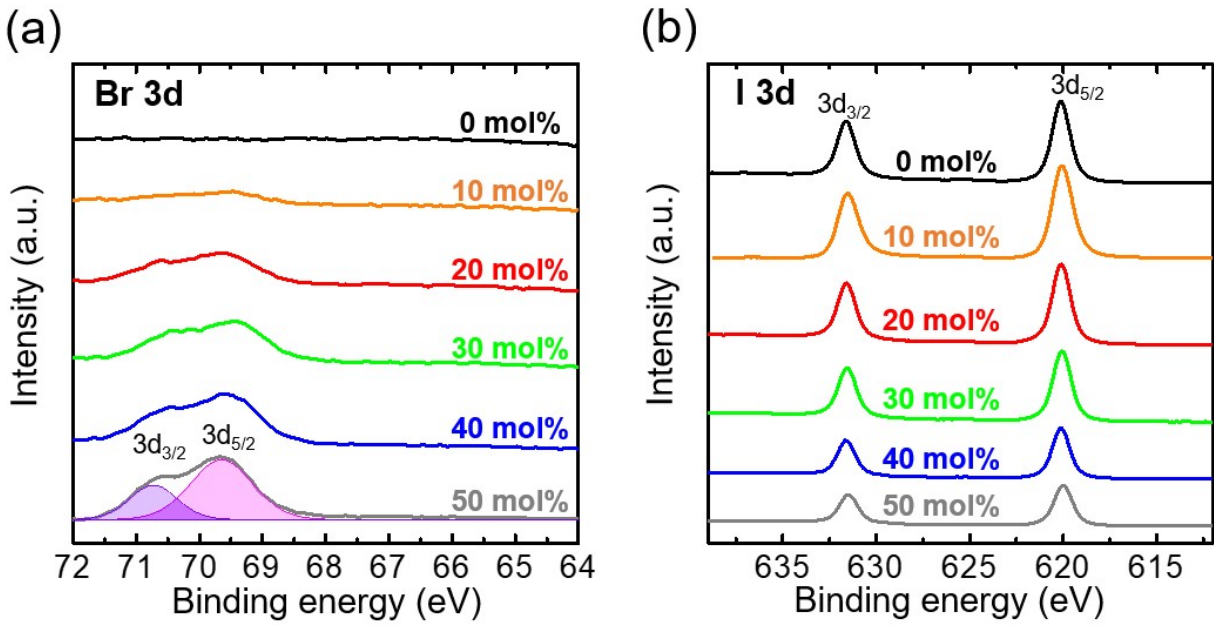 (a)
Br 3d
0 mol%
10 mol%
20 mol%
30 mol%
40 mol%
3d3/2
3d5/2
50 mol%
72 71 70 69 68 67 66 65 64
Binding energy (eV)
Intensity (a.u.)
(b)
I 3d
3d3/2
3d5/2
0 mol%
10 mol%
20 mol%
30 mol%
40 mol%
50 mol%
635 630 625 620 615
Binding energy (eV)
Intensity (a.u.)